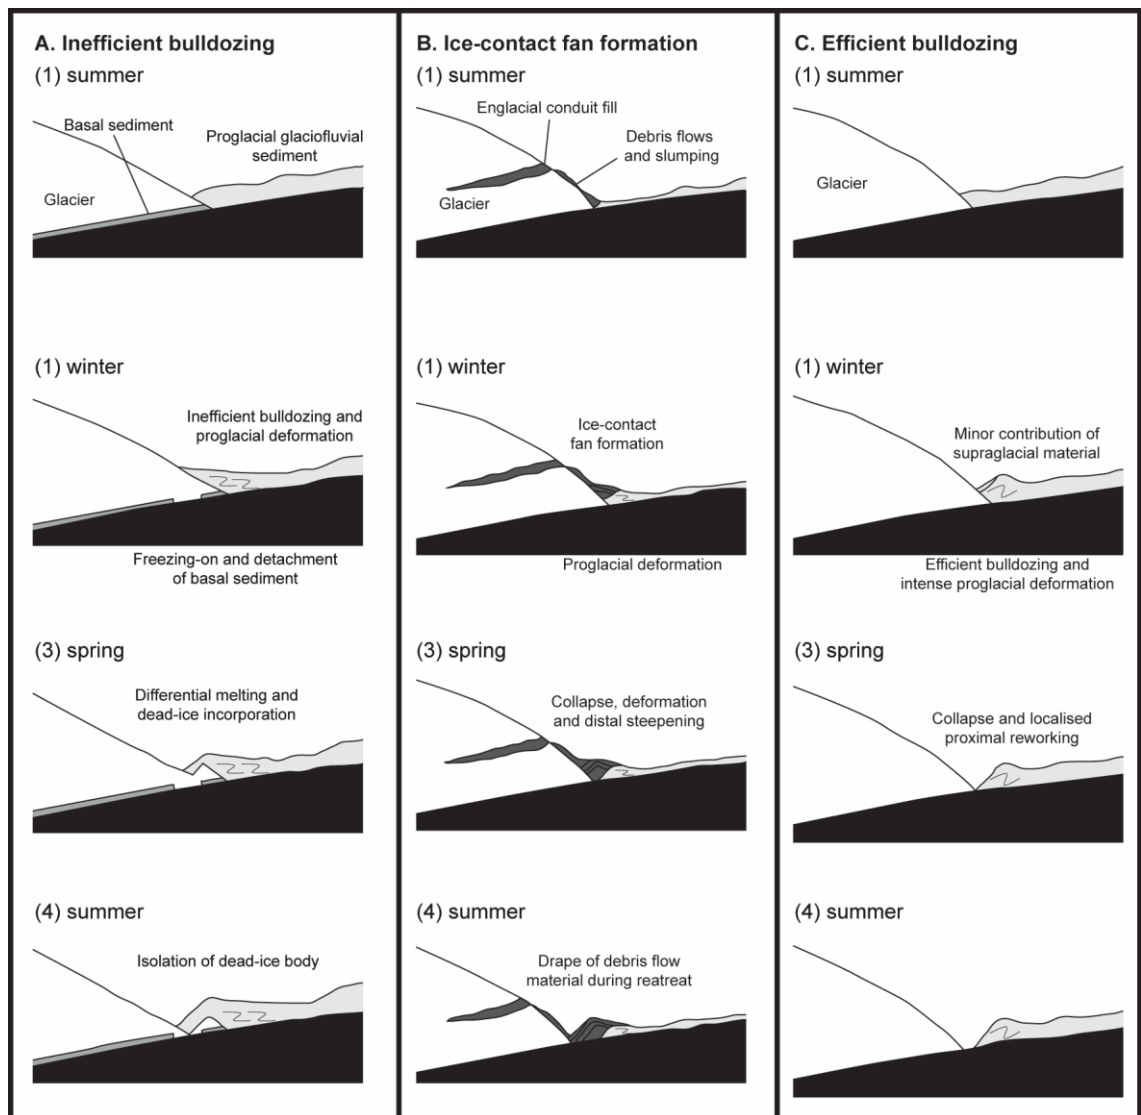 A. Inefficient bulldozing
(1) summer
Basal sediment
Proglacial glaciofluvial
sediment
Glacier
(1) winter
Inefficient bulldozing and
proglacial deformation
Freezing-on and detachment
of basal sediment
(3) spring
Differential melting and
dead-ice incorporation
(4) summer
Isolation of dead-ice body
B. Ice-contact fan formation
(1) summer
Englacial conduit fill
Debris flows
and slumping
Glacier
(1) winter
Ice-contact
fan formation
Proglacial deformation
(3) spring
Collapse, deformation
and distal steepening
(4) summer
Drape of debris flow
material during reatreat
C. Efficient bulldozing
(1) summer
Glacier
(1) winter
Minor contribution of
supraglacial material
Efficient bulldozing and
intense proglacial deformation
(3) spring
Collapse and localised
proximal reworking
(4) summer